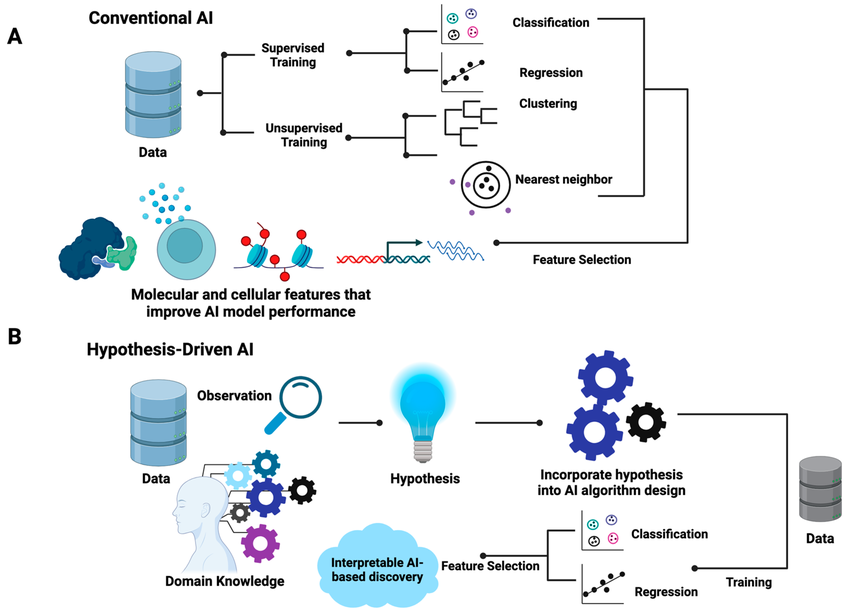 A
Conventional AI
Data
Supervised
Training
Unsupervised
Training
Classification
Regression
Clustering
Nearest neighbor
Feature Selection
Molecular and cellular features that
improve AI model performance
B
Hypothesis-Driven AI
Observation
Data
Domain Knowledge
Hypothesis
Incorporate hypothesis
into AI algorithm design
Data
Training
Classification
Regression
Feature Selection
Interpretable AI-
based discovery